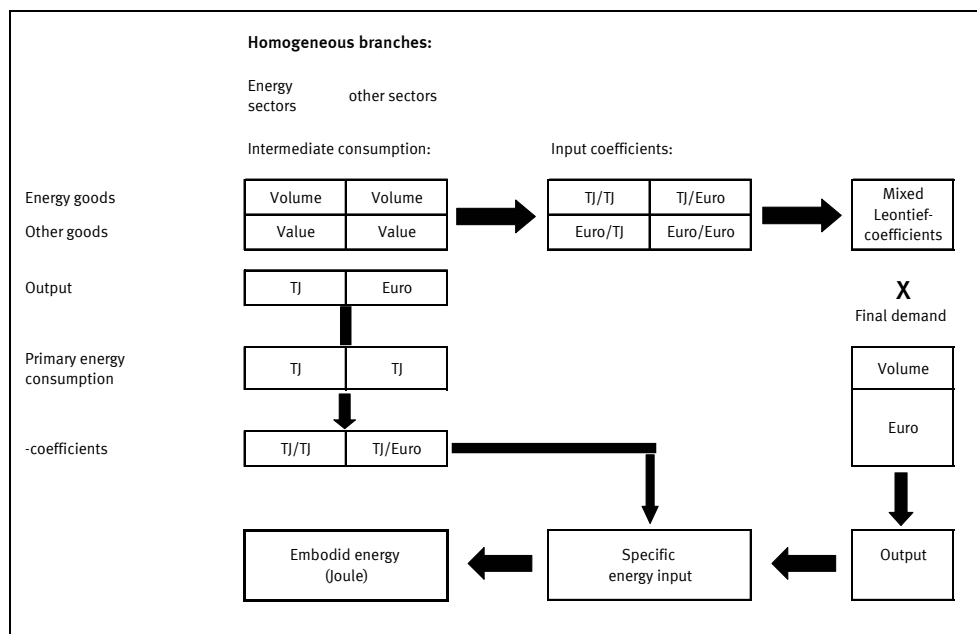 Homogeneous branches:
Energy
sectors
other sectors
Intermediate consumption:
Input coefficients:
Energy goods
Volume
Volume
TJ/TJ
TJ/Euro
Mixed
Leontief-
coefficients
Other goods
Value
Value
Euro/TJ
Euro/Euro
Output
TJ
Euro
X
Final demand
Primary energy
consumption
TJ
TJ
Volume
Euro
-coefficients
TJ/TJ
TJ/Euro
Embodid energy
(Joule)
Specific
energy input
Output